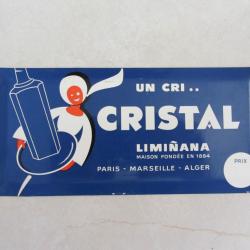 UN CRI..
CRISTAL
LIMIÑANA
MAISON FONDÉE EN 1884
PARIS - MARSEILLE - ALGER
PRIX